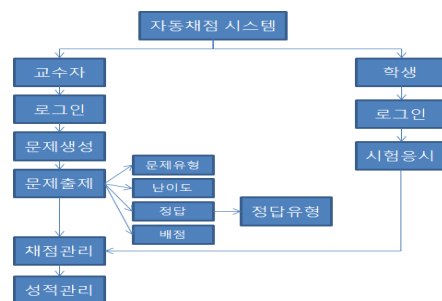 자동채점 시스템
교수자
학생
로그인
로그인
문제생성
시험응시
문제유형
문제출제
난이도
정답
정답유형
배점
채점관리
성적관리